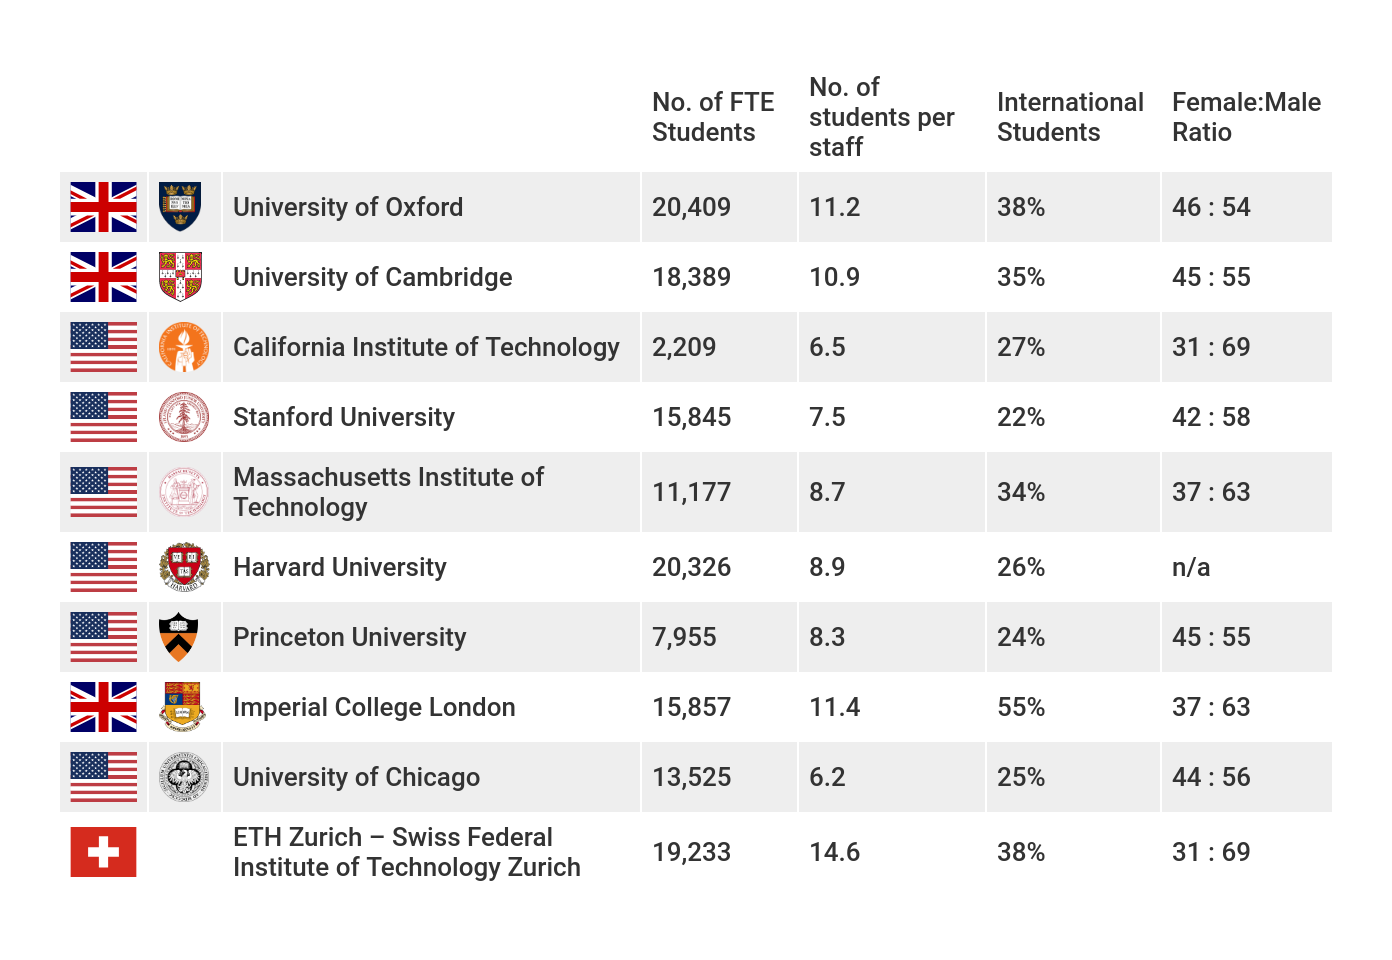 No. of FTE Students
No. of students per staff
International Students
Female:Male Ratio
University of Oxford 20,409 11.2 38% 46 : 54
University of Cambridge 18,389 10.9 35% 45 : 55
California Institute of Technology 2,209 6.5 27% 31 : 69
Stanford University 15,845 7.5 22% 42 : 58
Massachusetts Institute of
Technology 11,177 8.7 34% 37 : 63
Harvard University 20,326 8.9 26% n/a
Princeton University 7,955 8.3 24% 45 : 55
Imperial College London 15,857 11.4 55% 37 : 63
University of Chicago 13,525 6.2 25% 44 : 56
ETH Zurich – Swiss Federal
Institute of Technology Zurich 19,233 14.6 38% 31 : 69